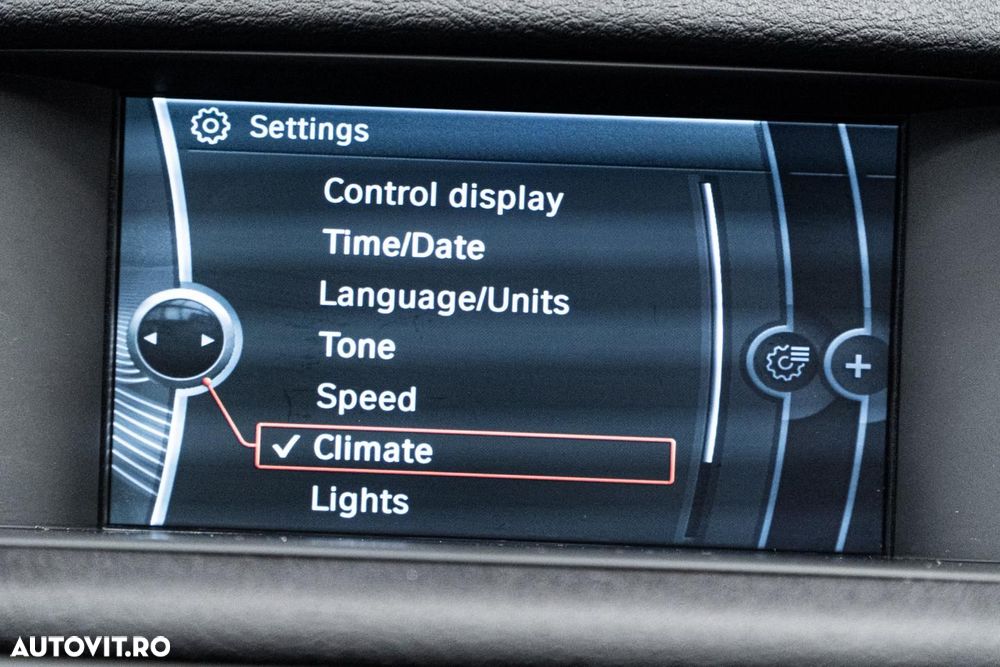 Settings
Control display
Time/Date
Language/Units
Tone
Speed
✓ Climate
Lights
AUTOVIT.RO